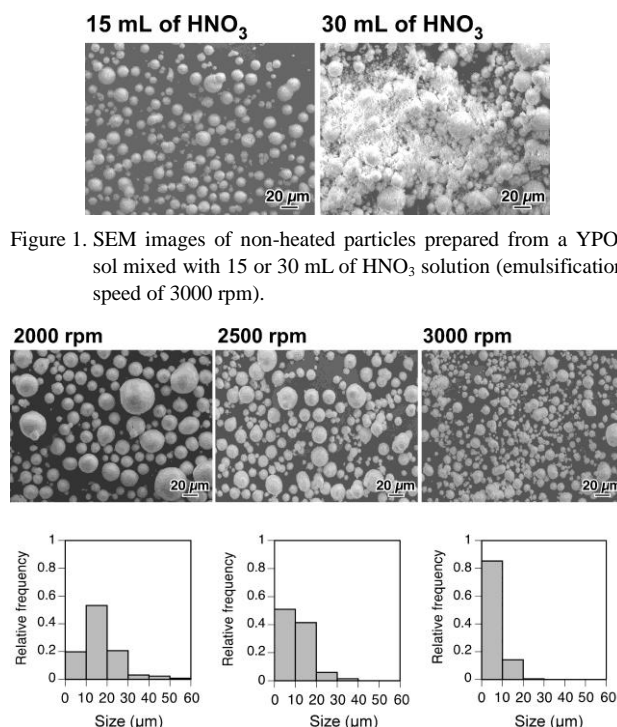 15 mL of HNO3 30 mL of HNO3
20 µm 20 µm
Figure 1. SEM images of non-heated particles prepared from a YPO
sol mixed with 15 or 30 mL of HNO3 solution (emulsification
speed of 3000 rpm).
2000 rpm 2500 rpm 3000 rpm
20 µm 20 µm 20 µm
Relative frequency Relative frequency Relative frequency
1 1 1
0.8 0.8 0.8
0.6 0.6 0.6
0.4 0.4 0.4
0.2 0.2 0.2
0 0 0
0 10 20 30 40 50 60 0 10 20 30 40 50 60 0 10 20 30 40 50 60
Size (µm) Size (µm) Size (µm)